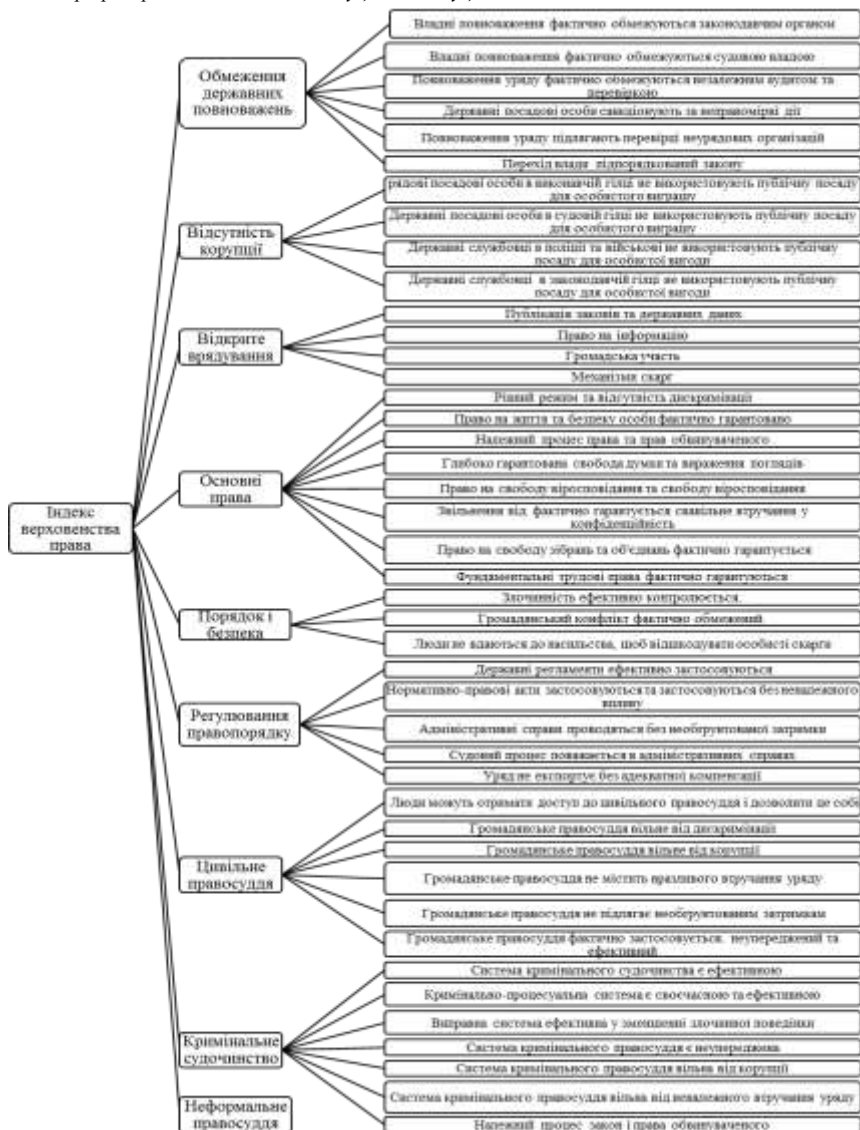 Владні повноваження фактично обмежуються законодавчим органом
Владні повноваження фактично обмежуються судовою владою
Обмеження
державних
повноважень
Повноваження уряду фактично обмежуються незалежним аудитом та
перевіркою
Державні посадові особи санкціонують за неправомірні дії
Повноваження уряду підлягають перевірці неурядових організацій
Перехід влади підпорядкований закону
рядові посадові особи в виконавчій гілці не використовують публічну посаду
для особистого виграшу
Відсутність
корупції
Державні посадові особи в судовій гілці не використовують публічну посаду
для особистого виграшу
Державні службовці в поліції та військові не використовують публічну
посаду для особистої вигоди
Державні службовці в законодавчій гілці не використовують публічну
посаду для особистої вигоди
Відкрите
врядування
Публікація законів та державних даних
Право на інформацію
Громадська участь
Механізми скарг
Основні
права
Рівний режим та відсутність дискримінації
Право на життя та безпеку особи фактично гарантовано
Належний процес права та прав обвинуваченого
Глибоко гарантована свобода думки та вираження поглядів
Право на свободу віросповідання та свободу віросповідання
Звільнення від фактично гарантується свавільне втручання у
конфіденційність
Право на свободу зібрань та об'єднань фактично гарантується
Фундаментальні трудові права фактично гарантуються
Індекс
верховенства
права
Порядок і
безпека
Злочинність ефективно контролюється.
Громадянський конфлікт фактично обмежений
Люди не вдаються до насильства, щоб відшкодувати особисті скарги
Регулювання
правопорядку
Державні регламенти ефективно застосовуються
Нормативно-правові акти застосовуються та застосовуються без неналежного
впливу
Адміністративні справи проводяться без необґрунтованої затримки
Судовий процес поважається в адміністративних справах
Уряд не експортує без адекватної компенсації
Цивільне
правосуддя
Люди можуть отримати доступ до цивільного правосуддя і дозволити це собі
Громадянське правосуддя вільне від дискримінації
Громадянське правосуддя вільне від корупції
Громадянське правосуддя не містить вразливого втручання уряду
Громадянське правосуддя не підлягає необґрунтованим затримкам
Громадянське правосуддя фактично застосовується. неупереджений та
ефективний
Кримінальне
судочинство
Система кримінального судочинства є ефективною
Кримінально-процесуальна система є своєчасною та ефективною
Виправна система ефективна у зменшенні злочинної поведінки
Система кримінального правосуддя є неупереджена
Система кримінального правосуддя вільна від корупції
Система кримінального правосуддя вільна від неналежного втручання уряду
Належний процес закон і права обвинуваченого
Неформальне
правосуддя